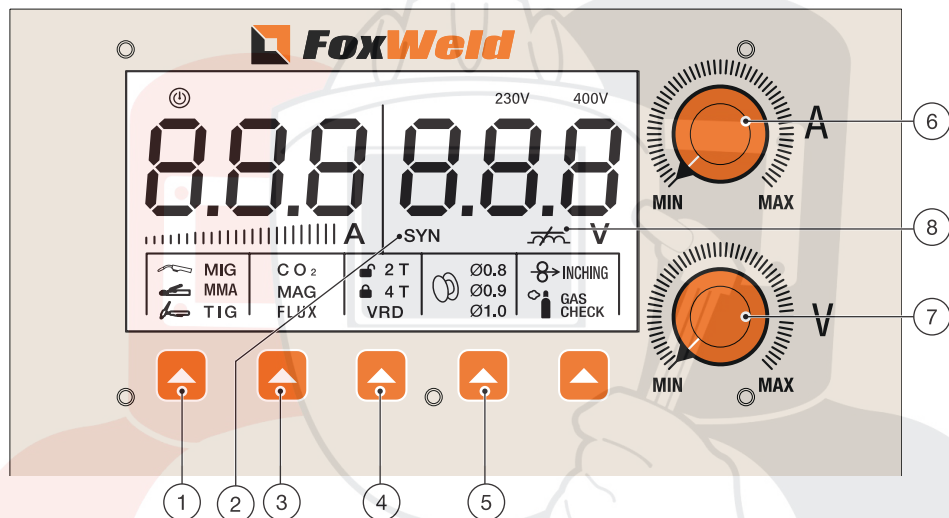 FoxWeld
230V 400V
8.8.8 8.8.8
A SYN V
MIG CO₂ 2T Ø0.8 INCHING
MMA MAG 4T Ø0.9 GAS
TIG FLUX VRD Ø1.0 CHECK
A
MIN MAX
V
MIN MAX
6
8
7
1 2 3 4 5